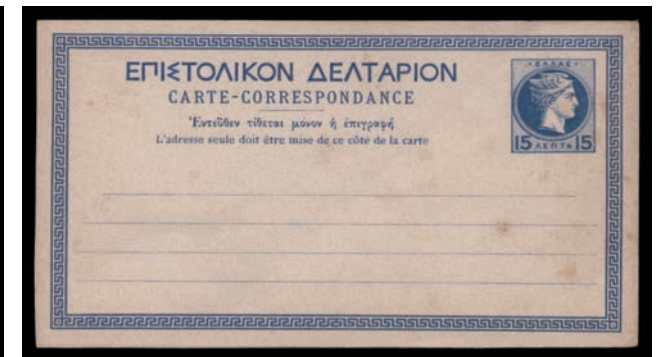 ΕΠΙΣΤΟΛΙΚΟΝ ΔΕΛΤΑΡΙΟΝ
CARTE-CORRESPONDANCE
Ἐντεῦθεν τίθεται μόνον ἡ ἐπιγραφή
L'adresse seule doit être mise de ce côté de la carte
ΕΛΛΑΣ
15 ΛΕΠΤΑ 15